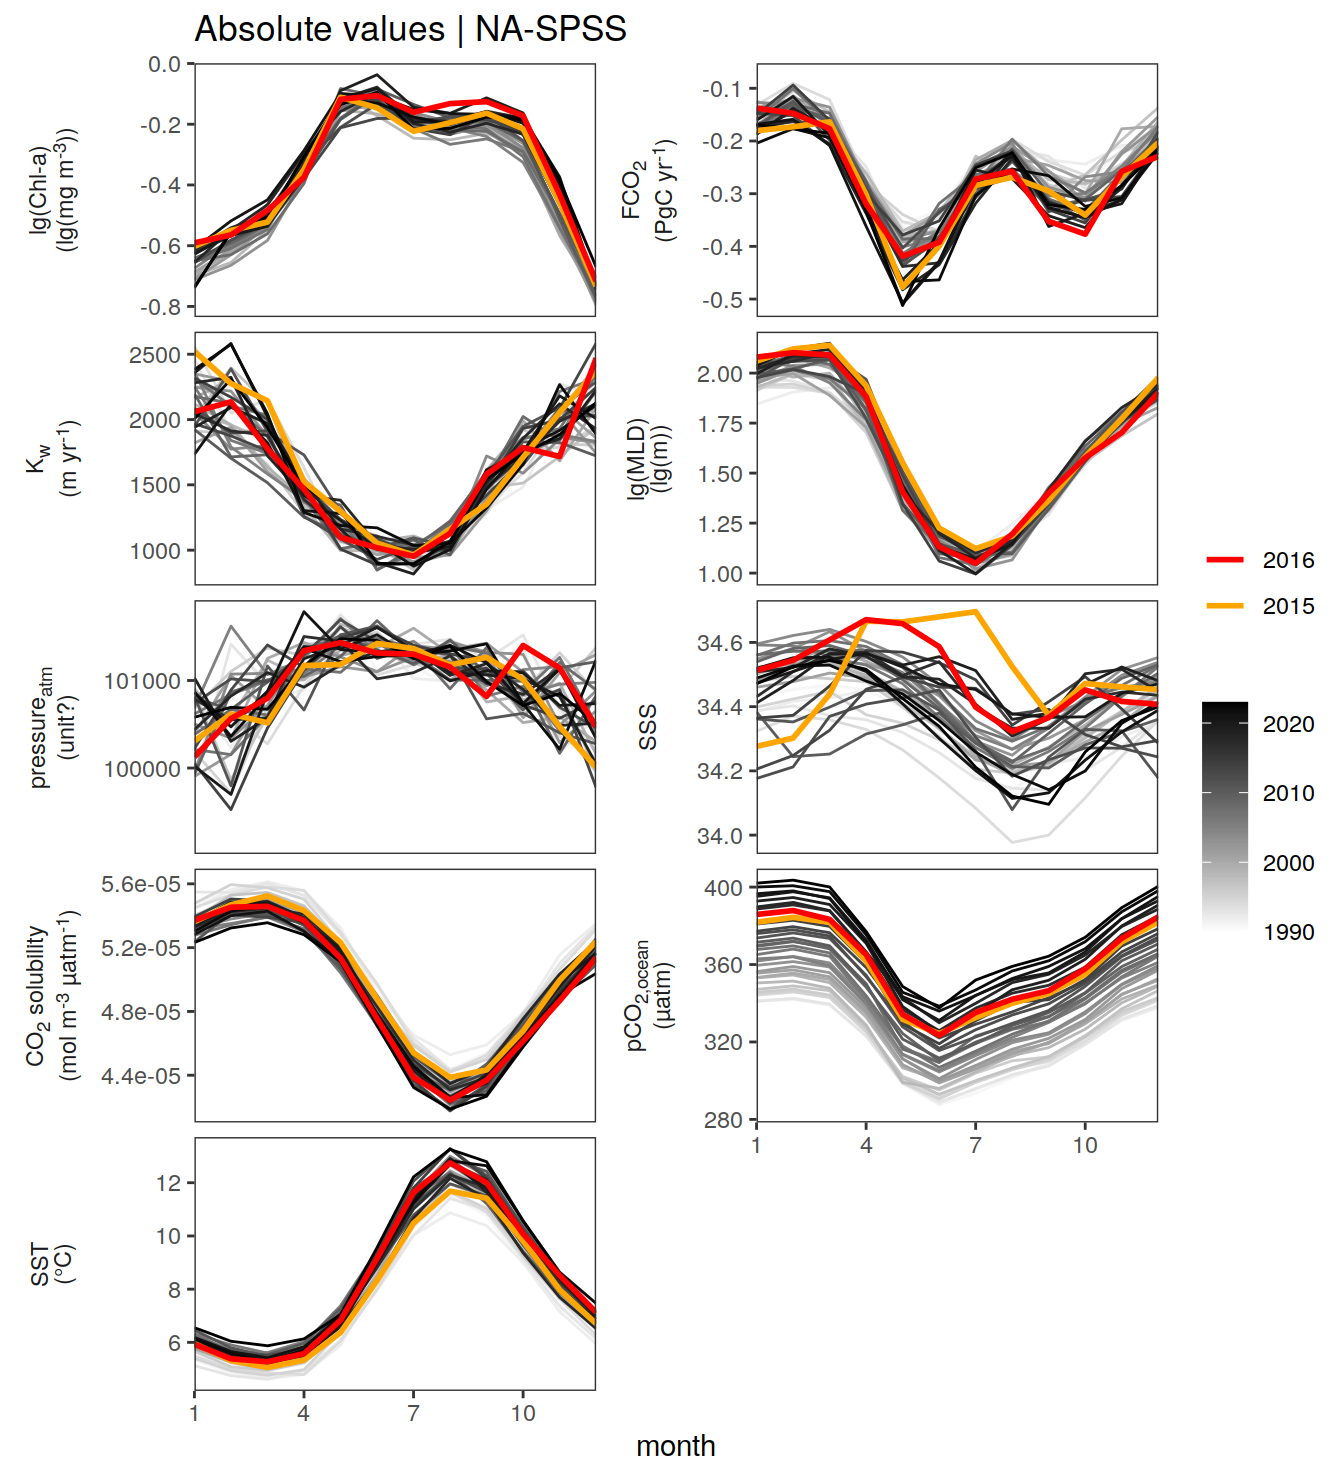 Absolute values | NA-SPSS
lg(Chl-a)
(lg(mg m⁻³))
0.0
-0.2
-0.4
-0.6
-0.8
FCO₂
(PgC yr⁻¹)
-0.1
-0.2
-0.3
-0.4
-0.5
K_w
(m yr⁻¹)
2500
2000
1500
1000
lg(MLD)
(lg(m))
2.00
1.75
1.50
1.25
1.00
pressure_atm
(unit?)
101000
100000
SSS
34.6
34.4
34.2
34.0
CO₂ solubility
(mol m⁻³ µatm⁻¹)
5.6e-05
5.2e-05
4.8e-05
4.4e-05
pCO₂,ocean
(µatm)
400
360
320
280
1 4 7 10
SST
(°C)
12
10
8
6
1 4 7 10
month
2016
2015
2020
2010
2000
1990